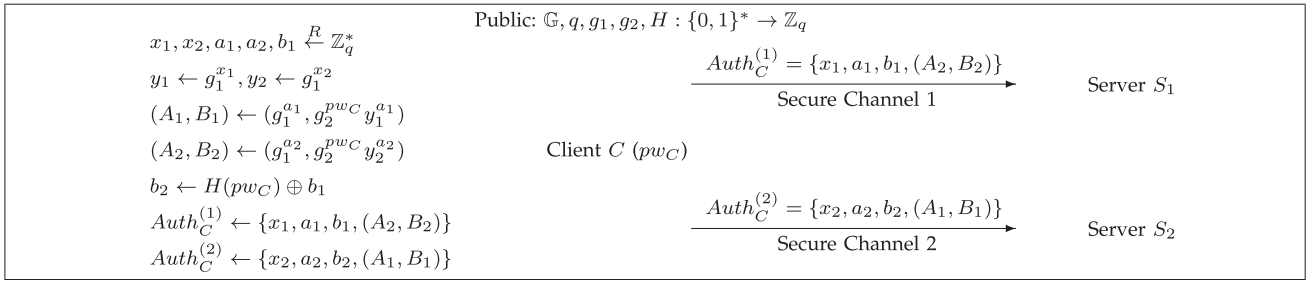 Public: 𝔾, q, g₁, g₂, H : {0, 1}* → ℤ_q
x₁, x₂, a₁, a₂, b₁ ←^R ℤ_q^*
y₁ ← g₁^{x₁}, y₂ ← g₁^{x₂}
(A₁, B₁) ← (g₁^{a₁}, g₂^{pw_C} y₁^{a₁})
(A₂, B₂) ← (g₁^{a₂}, g₂^{pw_C} y₂^{a₂})
b₂ ← H(pw_C) ⊕ b₁
Auth_C^{(1)} ← {x₁, a₁, b₁, (A₂, B₂)}
Auth_C^{(2)} ← {x₂, a₂, b₂, (A₁, B₁)}
Client C (pw_C)
Auth_C^{(1)} = {x₁, a₁, b₁, (A₂, B₂)}
Secure Channel 1
Server S₁
Auth_C^{(2)} = {x₂, a₂, b₂, (A₁, B₁)}
Secure Channel 2
Server S₂